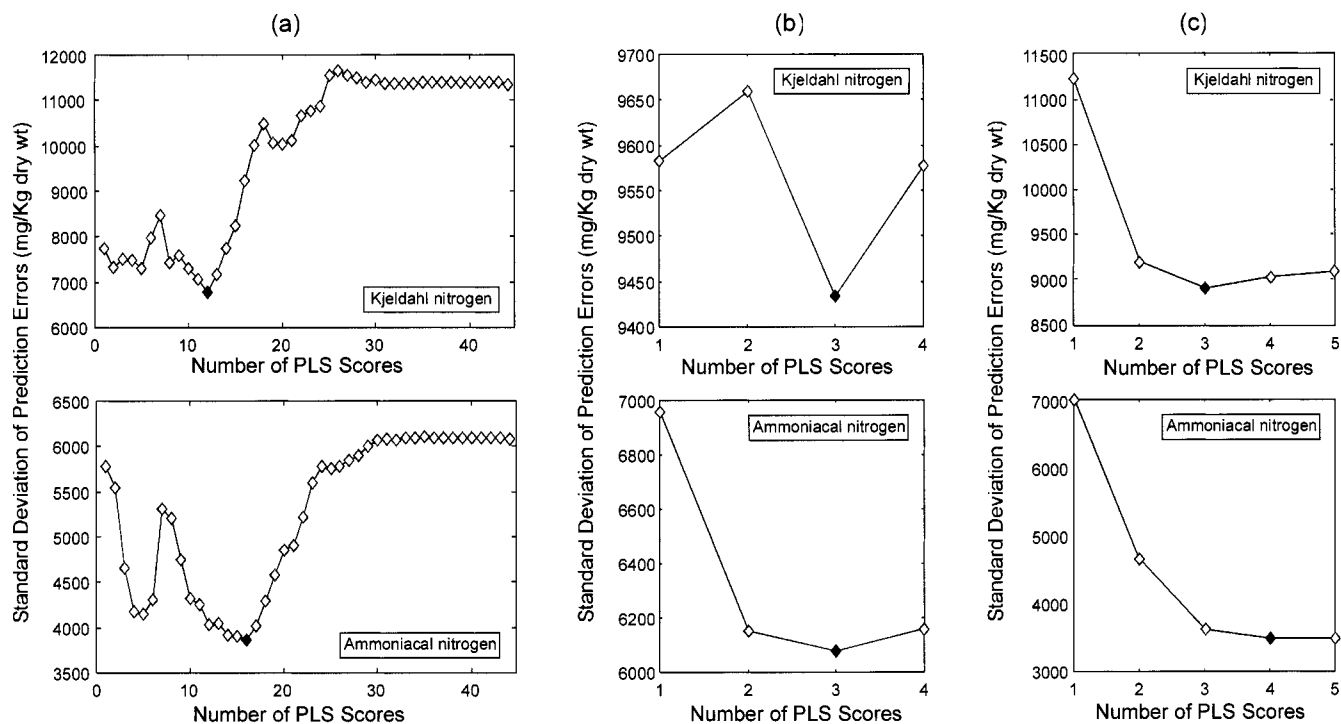 (a)
Standard Deviation of Prediction Errors (mg/Kg dry wt)
12000
11000
10000
9000
8000
7000
6000
Kjeldahl nitrogen
0 10 20 30 40
Number of PLS Scores
6500
6000
5500
5000
4500
4000
3500
Ammoniacal nitrogen
0 10 20 30 40
Number of PLS Scores
(b)
Standard Deviation of Prediction Errors (mg/Kg dry wt)
9700
9650
9600
9550
9500
9450
9400
Kjeldahl nitrogen
1 2 3 4
Number of PLS Scores
7000
6800
6600
6400
6200
6000
Ammoniacal nitrogen
1 2 3 4
Number of PLS Scores
(c)
Standard Deviation of Prediction Errors (mg/Kg dry wt)
11500
11000
10500
10000
9500
9000
8500
Kjeldahl nitrogen
1 2 3 4 5
Number of PLS Scores
7000
6000
5000
4000
3000
Ammoniacal nitrogen
1 2 3 4 5
Number of PLS Scores